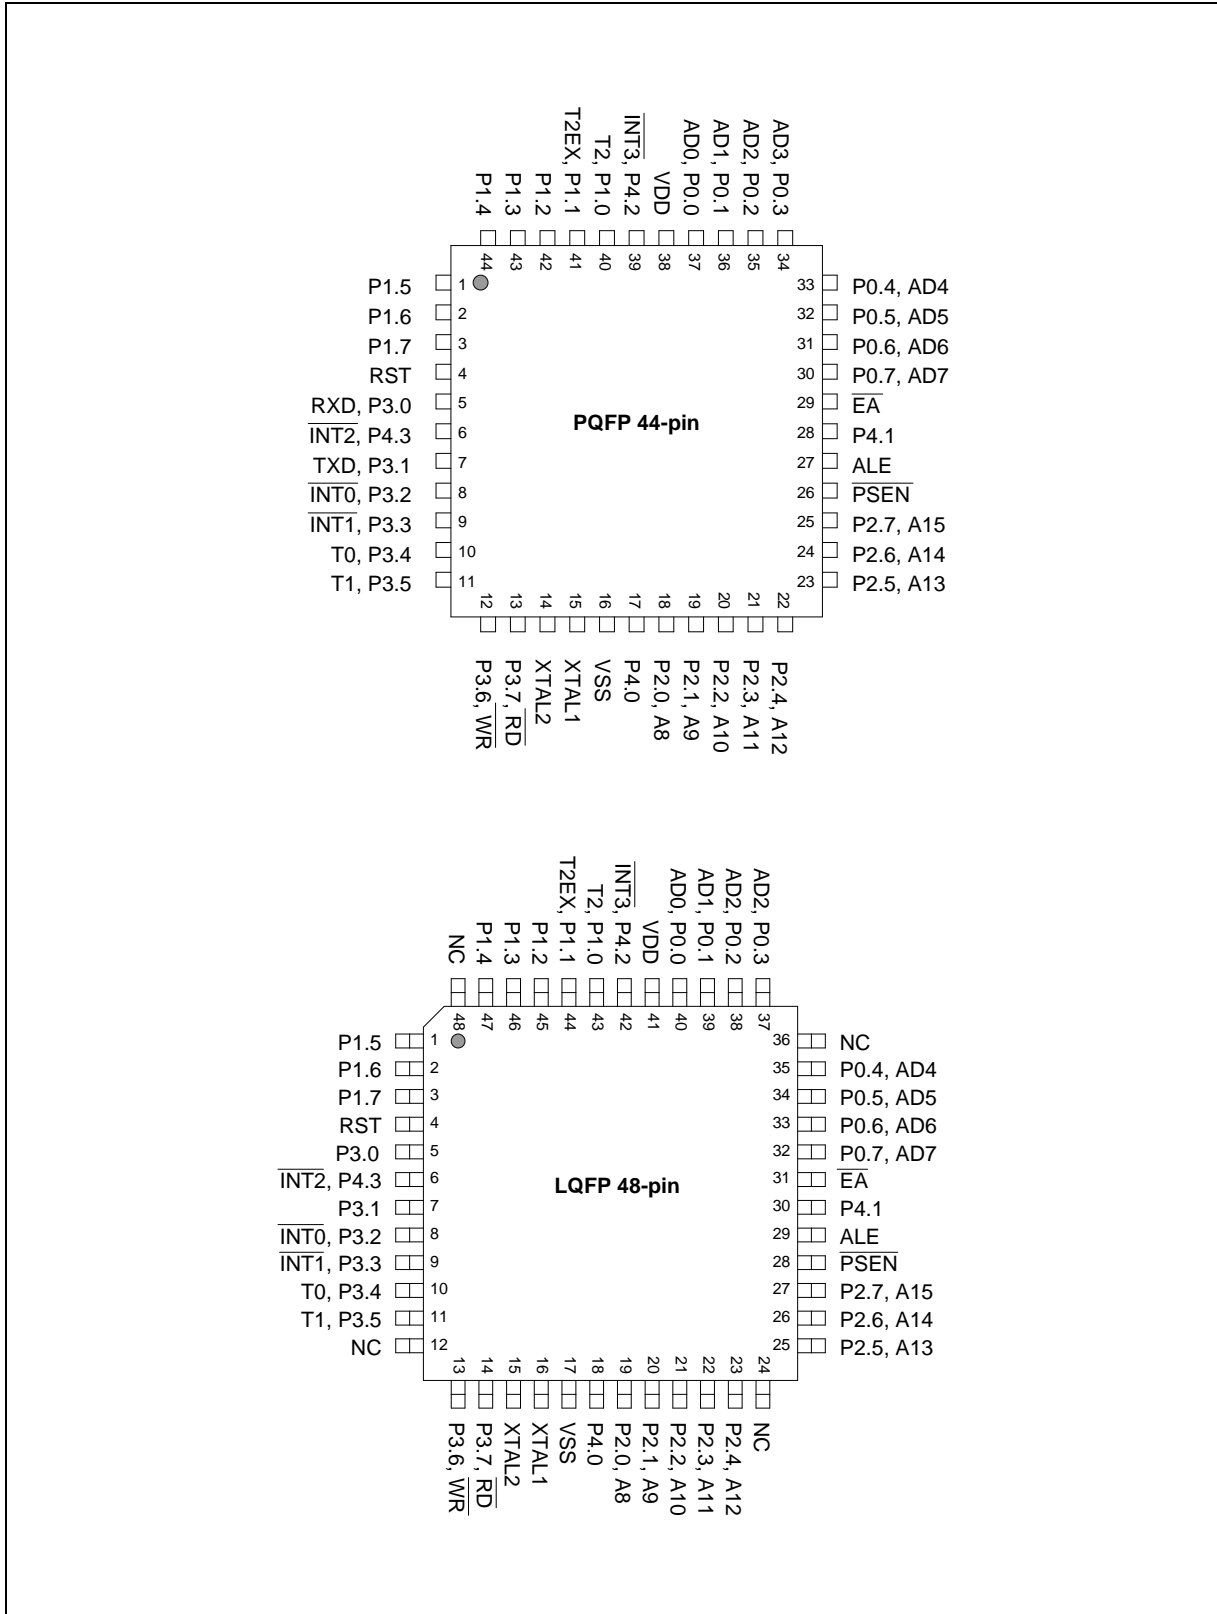 T2EX, P1.1
INT3, P4.2
AD0, P0.0
AD1, P0.1
AD2, P0.2
AD3, P0.3
T2, P1.0
P1.4
P1.3
P1.2
VDD
44
43
42
41
40
39
38
37
36
35
34
P1.5 1 33 P0.4, AD4
P1.6 2 32 P0.5, AD5
P1.7 3 31 P0.6, AD6
RST 4 30 P0.7, AD7
RXD, P3.0 5 29 EA
PQFP 44-pin
INT2, P4.3 6 28 P4.1
TXD, P3.1 7 27 ALE
INT0, P3.2 8 26 PSEN
INT1, P3.3 9 25 P2.7, A15
T0, P3.4 10 24 P2.6, A14
T1, P3.5 11 23 P2.5, A13
12
13
14
15
16
17
18
19
20
21
22
P3.6, WR
P3.7, RD
XTAL2
XTAL1
VSS
P4.0
P2.0, A8
P2.1, A9
P2.2, A10
P2.3, A11
P2.4, A12
NC
P1.4
P1.3
P1.2
T2EX, P1.1
T2, P1.0
INT3, P4.2
VDD
AD0, P0.0
AD1, P0.1
AD2, P0.2
AD2, P0.3
48
47
46
45
44
43
42
41
40
39
38
37
P1.5 1 36 NC
P1.6 2 35 P0.4, AD4
P1.7 3 34 P0.5, AD5
RST 4 33 P0.6, AD6
P3.0 5 32 P0.7, AD7
INT2, P4.3 6 31 EA
LQFP 48-pin
P3.1 7 30 P4.1
INT0, P3.2 8 29 ALE
INT1, P3.3 9 28 PSEN
T0, P3.4 10 27 P2.7, A15
T1, P3.5 11 26 P2.6, A14
NC 12 25 P2.5, A13
13
14
15
16
17
18
19
20
21
22
23
24
P3.6, WR
P3.7, RD
XTAL2
XTAL1
VSS
P4.0
P2.0, A8
P2.1, A9
P2.2, A10
P2.3, A11
P2.4, A12
NC